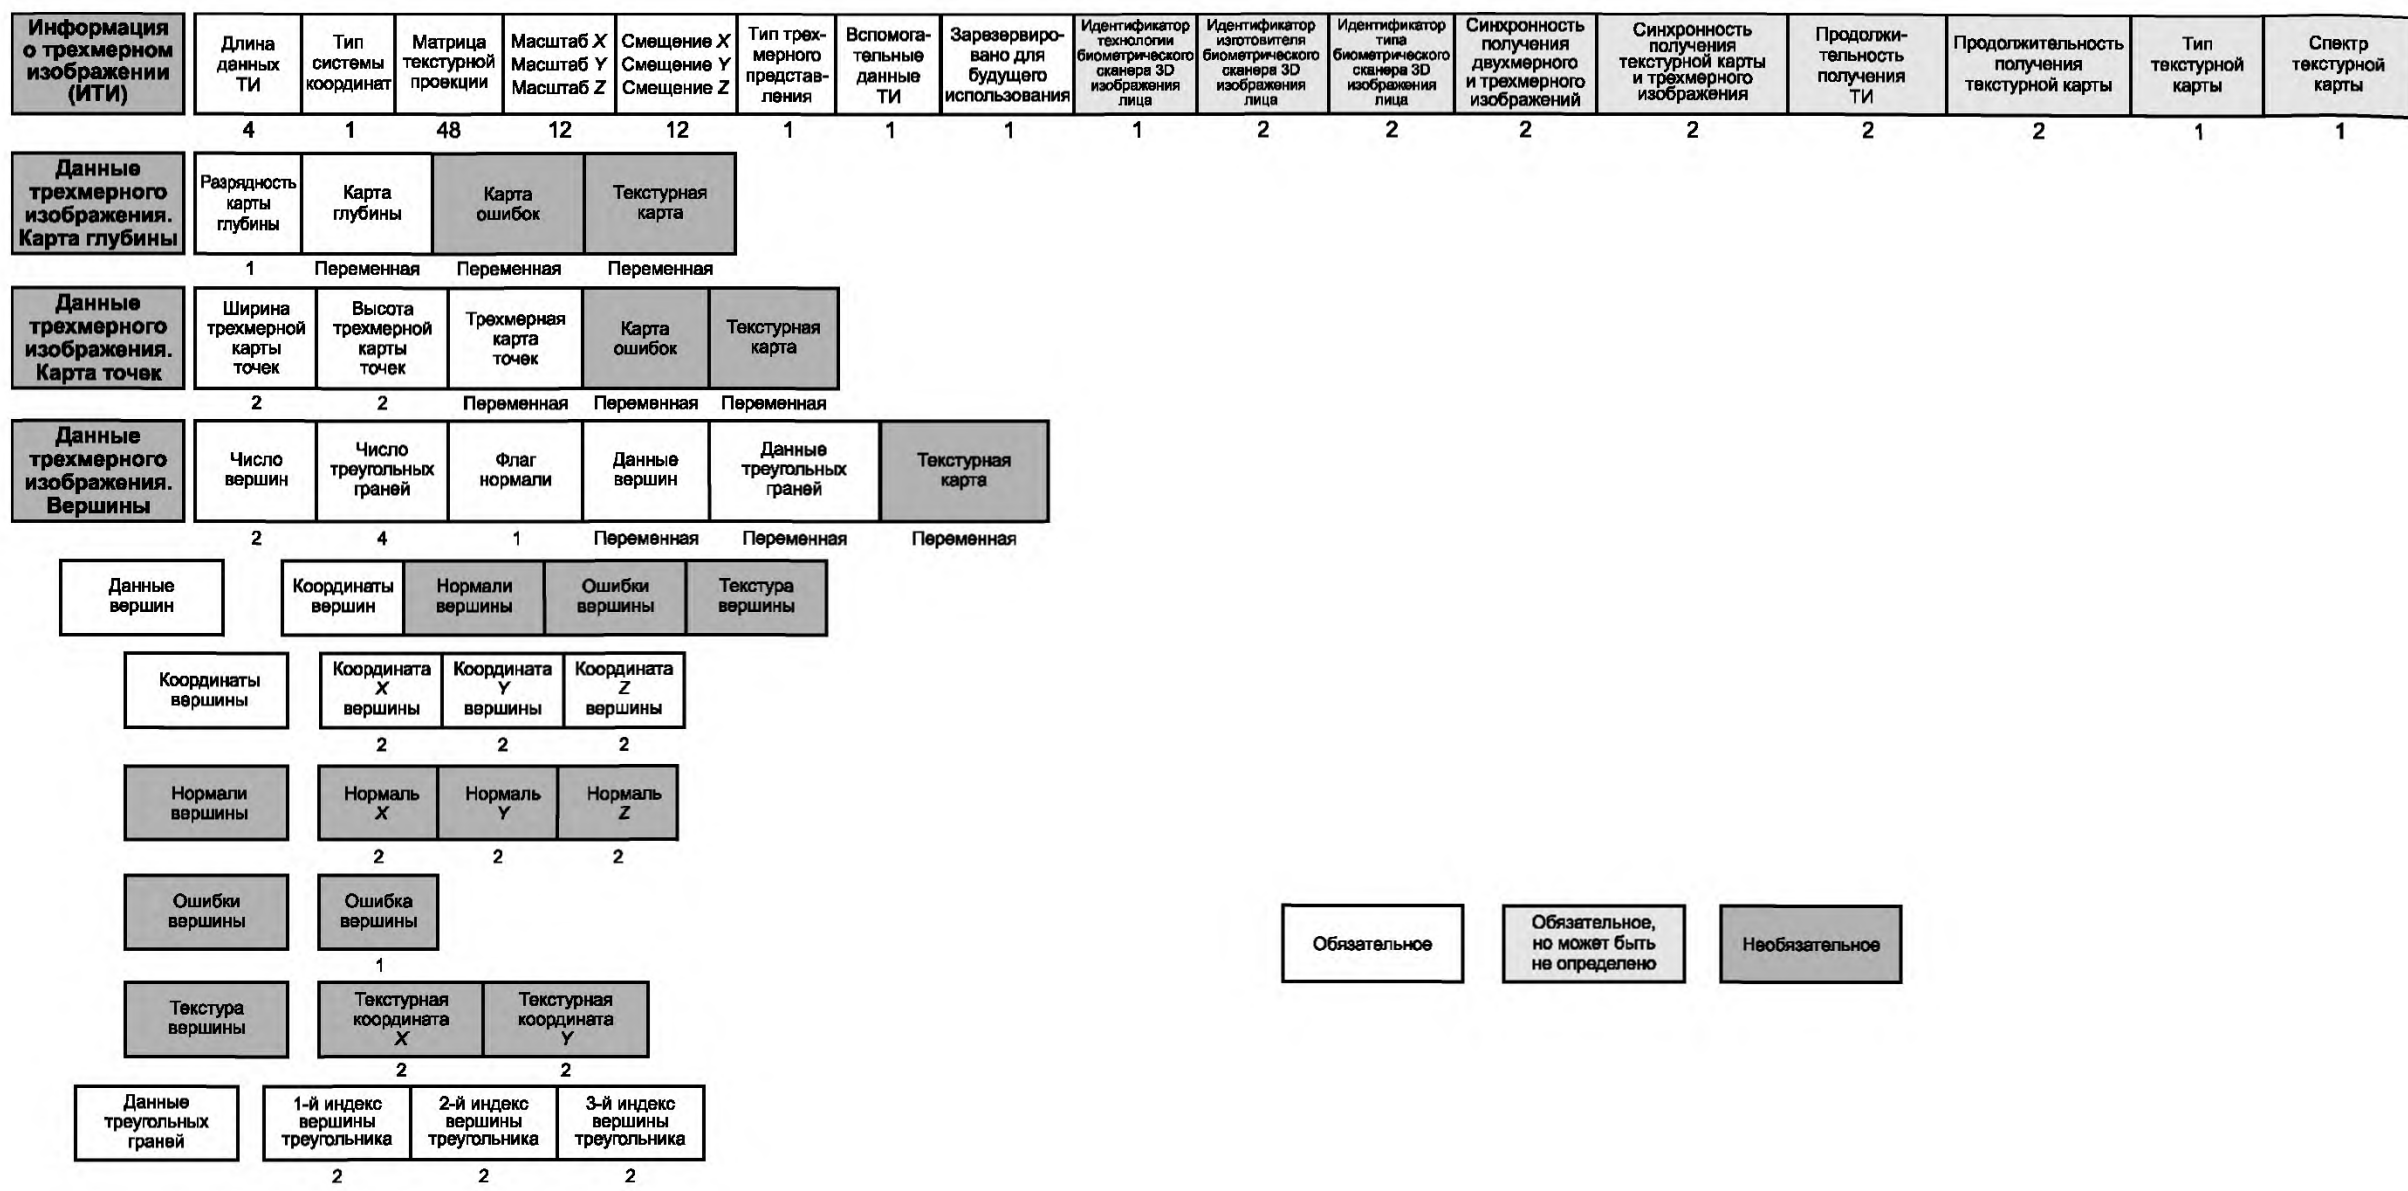 Информация
о трехмерном
изображении
(ИТИ)
Длина
данных
ТИ
Тип
системы
координат
Матрица
текстурной
проекции
Масштаб X
Масштаб Y
Масштаб Z
Смещение X
Смещение Y
Смещение Z
Тип трех-
мерного
представ-
ления
Вспомога-
тельные
данные
ТИ
Зарезервиро-
вано для
будущего
использования
Идентификатор
технологии
биометрического
сканера 3D
изображения
лица
Идентификатор
изготовителя
биометрического
сканера 3D
изображения
лица
Идентификатор
типа
биометрического
сканера 3D
изображения
лица
Синхронность
получения
двухмерного
и трехмерного
изображений
Синхронность
получения
текстурной карты
и трехмерного
изображения
Продолжи-
тельность
получения
ТИ
Продолжительность
получения
текстурной карты
Тип
текстурной
карты
Спектр
текстурной
карты
4 1 48 12 12 1 1 1 1 2 2 2 2 2 2 1 1
Данные
трехмерного
изображения.
Карта глубины
Разрядность
карты
глубины
Карта
глубины
Карта
ошибок
Текстурная
карта
1 Переменная Переменная Переменная
Данные
трехмерного
изображения.
Карта точек
Ширина
трехмерной
карты
точек
Высота
трехмерной
карты
точек
Трехмерная
карта
точек
Карта
ошибок
Текстурная
карта
2 2 Переменная Переменная Переменная
Данные
трехмерного
изображения.
Вершины
Число
вершин
Число
треугольных
граней
Флаг
нормали
Данные
вершин
Данные
треугольных
граней
Текстурная
карта
2 4 1 Переменная Переменная Переменная
Данные
вершин
Координаты
вершин
Нормали
вершины
Ошибки
вершины
Текстура
вершины
Координаты
вершины
Координата
X
вершины
Координата
Y
вершины
Координата
Z
вершины
2 2 2
Нормали
вершины
Нормаль
X
Нормаль
Y
Нормаль
Z
2 2 2
Ошибки
вершины
Ошибка
вершины
1
Обязательное
Обязательное,
но может быть
не определено
Необязательное
Текстура
вершины
Текстурная
координата
X
Текстурная
координата
Y
2 2
Данные
треугольных
граней
1-й индекс
вершины
треугольника
2-й индекс
вершины
треугольника
3-й индекс
вершины
треугольника
2 2 2